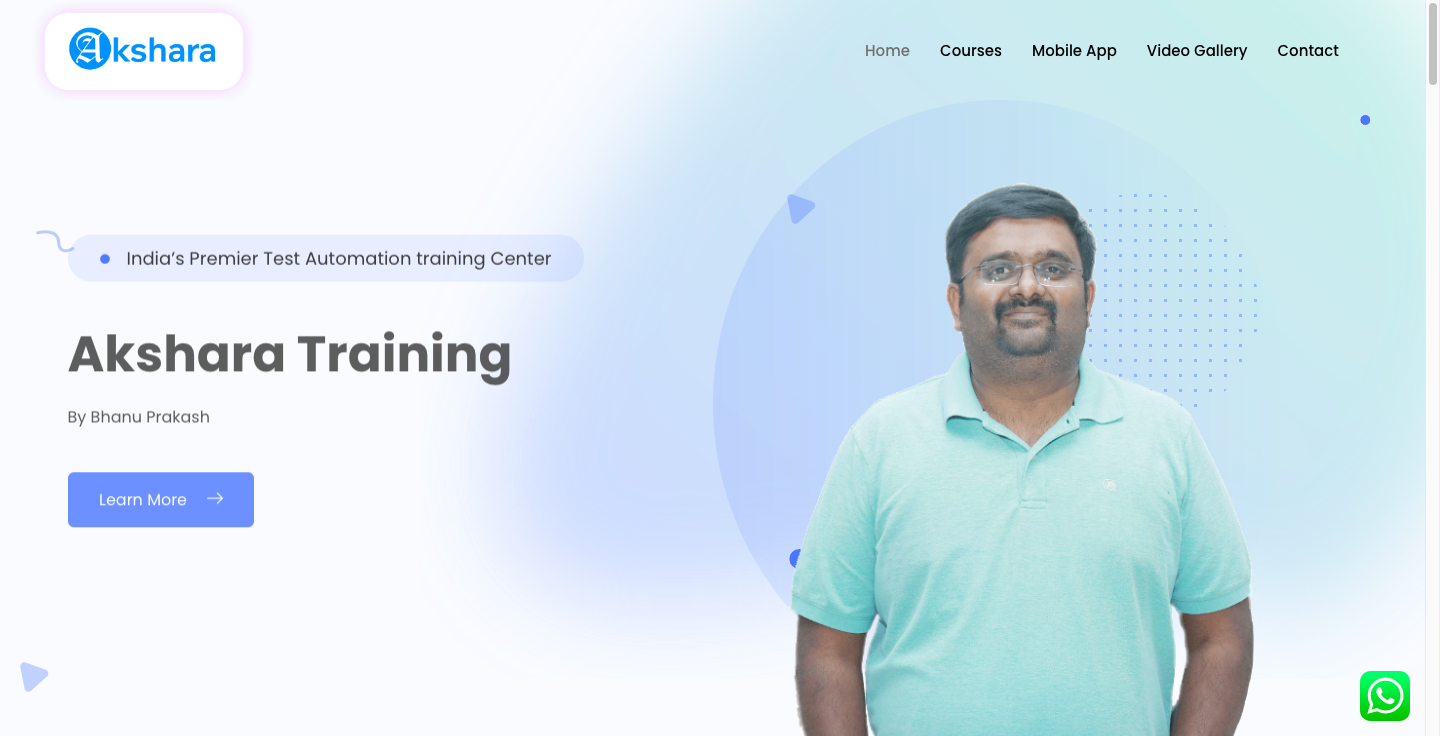 Akshara
Home Courses Mobile App Video Gallery Contact
India’s Premier Test Automation training Center
Akshara Training
By Bhanu Prakash
Learn More